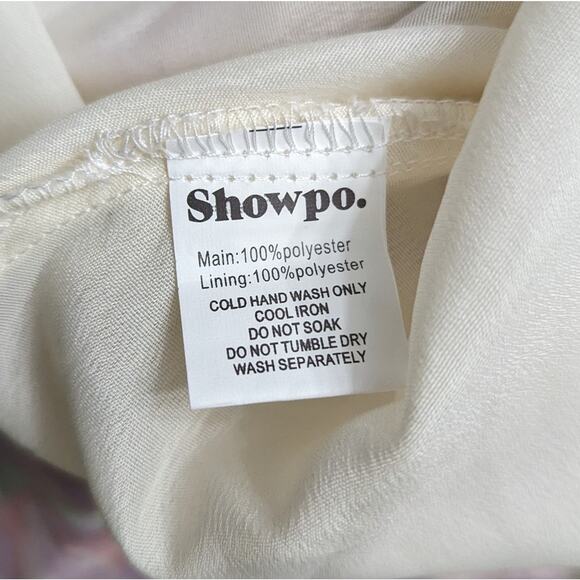 Showpo.
Main:100%polyester
Lining:100%polyester
COLD HAND WASH ONLY
COOL IRON
DO NOT SOAK
DO NOT TUMBLE DRY
WASH SEPARATELY